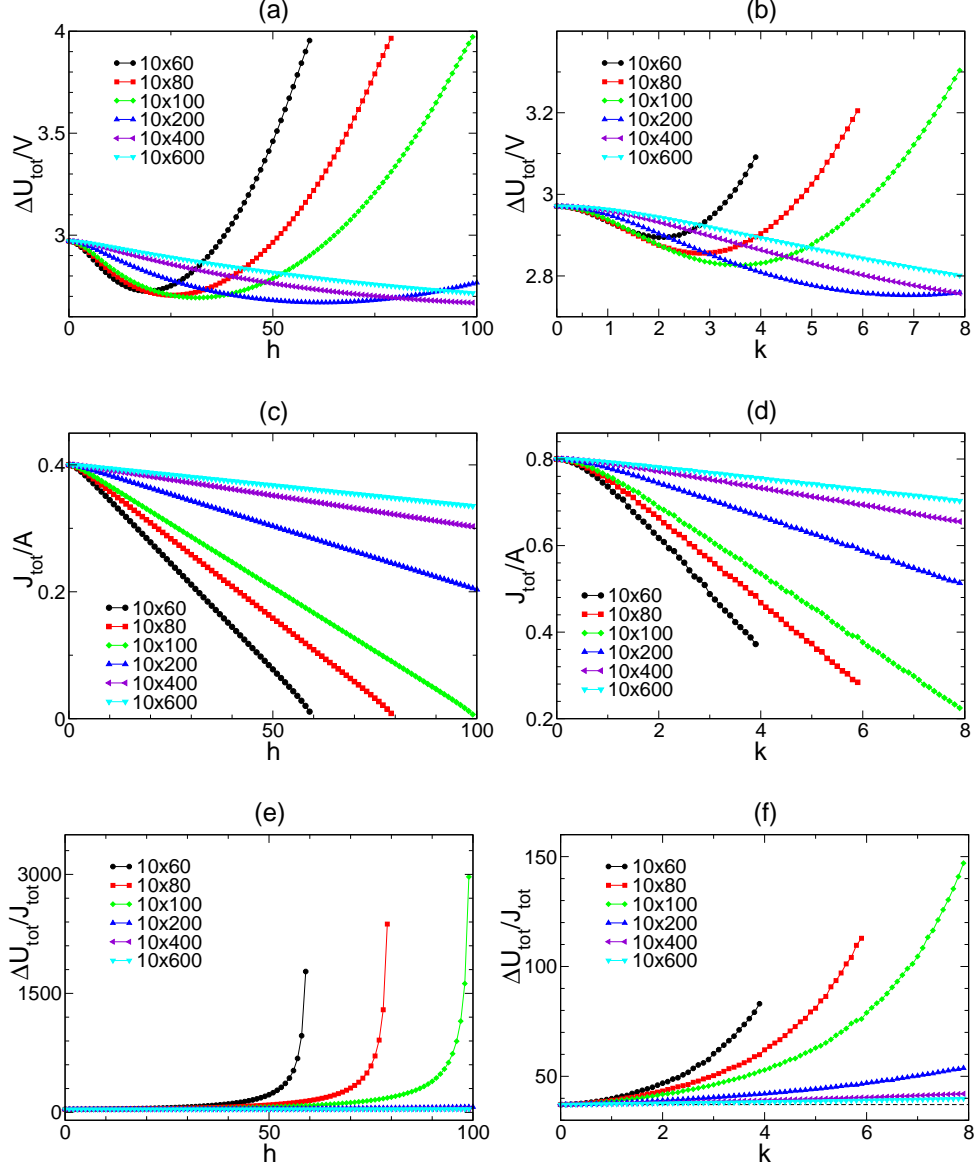 (a)
4
3.5
3
ΔU_tot/V
10x60
10x80
10x100
10x200
10x400
10x600
0
50
100
h
(b)
3.2
3
2.8
ΔU_tot/V
10x60
10x80
10x100
10x200
10x400
10x600
0
1
2
3
4
5
6
7
8
k
(c)
0.4
0.2
0
J_tot/A
10x60
10x80
10x100
10x200
10x400
10x600
0
50
100
h
(d)
0.8
0.6
0.4
0.2
J_tot/A
10x60
10x80
10x100
10x200
10x400
10x600
0
2
4
6
8
k
(e)
3000
1500
0
ΔU_tot/J_tot
10x60
10x80
10x100
10x200
10x400
10x600
0
50
100
h
(f)
150
100
50
ΔU_tot/J_tot
10x60
10x80
10x100
10x200
10x400
10x600
0
2
4
6
8
k